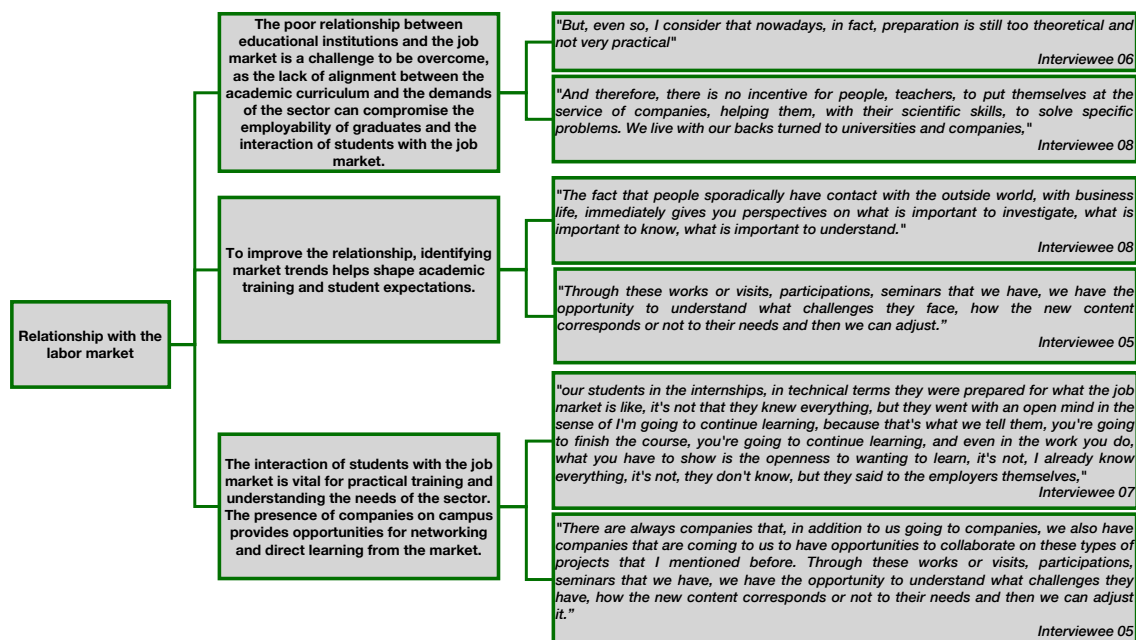 Relationship with the
labor market
The poor relationship between
educational institutions and the job
market is a challenge to be overcome,
as the lack of alignment between the
academic curriculum and the demands
of the sector can compromise the
employability of graduates and the
interaction of students with the job
market.
"But, even so, I consider that nowadays, in fact, preparation is still too theoretical and
not very practical"
Interviewee 06
"And therefore, there is no incentive for people, teachers, to put themselves at the
service of companies, helping them, with their scientific skills, to solve specific
problems. We live with our backs turned to universities and companies,"
Interviewee 08
To improve the relationship, identifying
market trends helps shape academic
training and student expectations.
"The fact that people sporadically have contact with the outside world, with business
life, immediately gives you perspectives on what is important to investigate, what is
important to know, what is important to understand."
Interviewee 08
"Through these works or visits, participations, seminars that we have, we have the
opportunity to understand what challenges they face, how the new content
corresponds or not to their needs and then we can adjust.”
Interviewee 05
The interaction of students with the job
market is vital for practical training and
understanding the needs of the sector.
The presence of companies on campus
provides opportunities for networking
and direct learning from the market.
"our students in the internships, in technical terms they were prepared for what the job
market is like, it's not that they knew everything, but they went with an open mind in the
sense of I'm going to continue learning, because that's what we tell them, you're going
to finish the course, you're going to continue learning, and even in the work you do,
what you have to show is the openness to wanting to learn, it's not, I already know
everything, it's not, they don't know, but they said to the employers themselves,"
Interviewee 07
"There are always companies that, in addition to us going to companies, we also have
companies that are coming to us to have opportunities to collaborate on these types of
projects that I mentioned before. Through these works or visits, participations,
seminars that we have, we have the opportunity to understand what challenges they
have, how the new content corresponds or not to their needs and then we can adjust
it.”
Interviewee 05